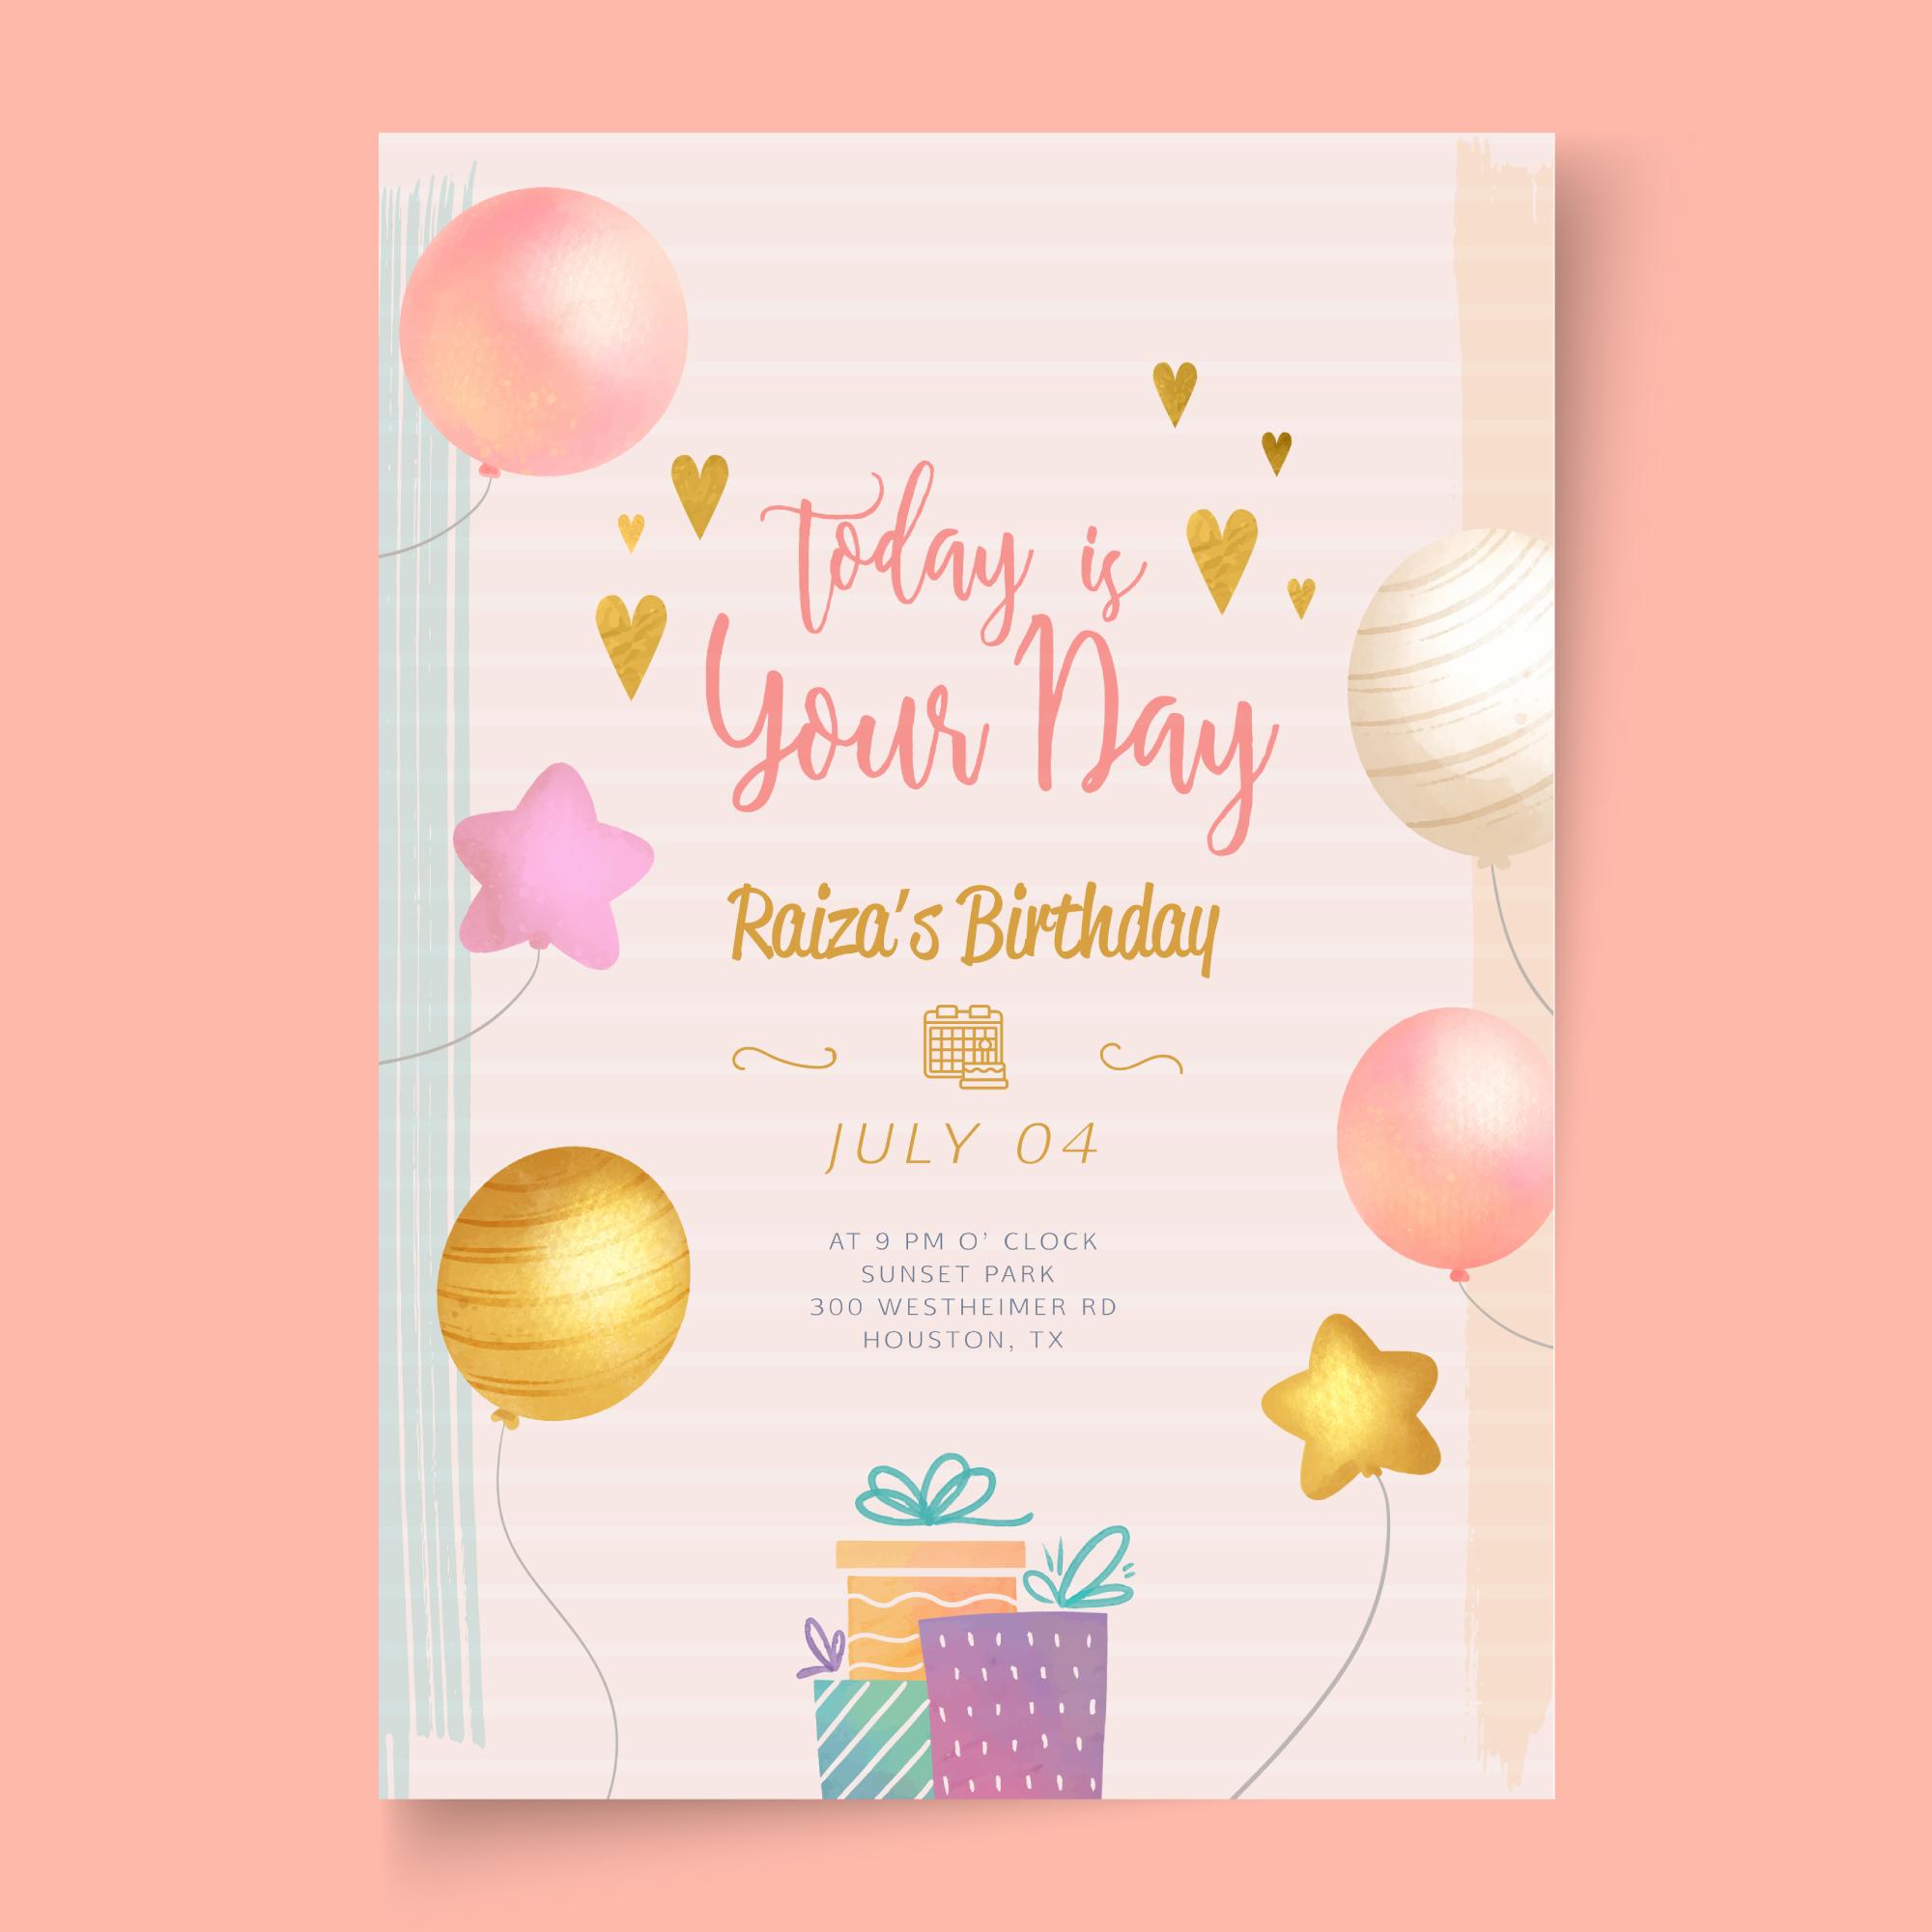 Today is
Your Day
Raiza's Birthday
JULY 04
AT 9 PM O' CLOCK
SUNSET PARK
300 WESTHEIMER RD
HOUSTON, TX